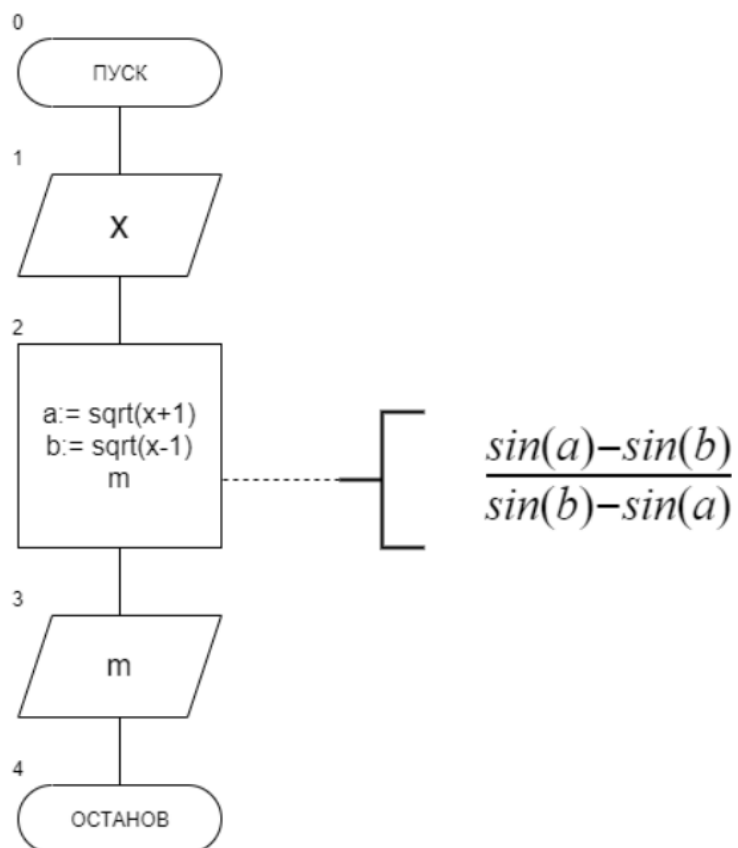 0
ПУСК
1
X
2
a:= sqrt(x+1)
b:= sqrt(x-1)
m
sin(a)−sin(b)
sin(b)−sin(a)
3
m
4
ОСТАНОВ